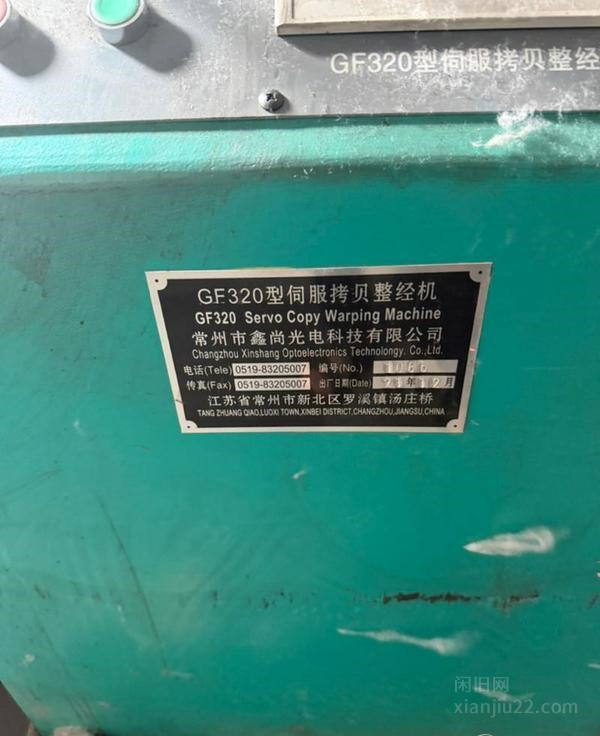 GF320型伺服拷贝整经
GF320型伺服拷贝整经机
GF320 Servo Copy Warping Machine
常州市鑫尚光电科技有限公司
Changzhou Xinshang Optoelectronics Technolongy. Co.,Ltd.
电话(Tele) 0519-83205007 编号(No.) 1066
传真(Fax) 0519-83205007 出厂日期(Date) 21年12月
江苏省常州市新北区罗溪镇汤庄桥
TANG ZHUANG QIAO,LUOXI TOWN,XINBEI DISTRICT,CHANGZHOU,JIANGSU,CHINA
闲旧网
xianjiu22.com